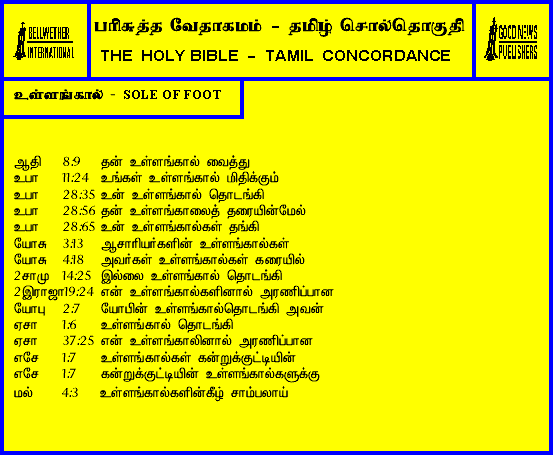 BELLWETHER INTERNATIONAL
பரிசுத்த வேதாகமம் - தமிழ் சொல்தொகுதி
THE HOLY BIBLE - TAMIL CONCORDANCE
GOOD NEWS PUBLISHERS
உள்ளங்கால் - SOLE OF FOOT
ஆதி 8:9 தன் உள்ளங்கால் வைத்து
உபா 11:24 உங்கள் உள்ளங்கால் மிதிக்கும்
உபா 28:35 உன் உள்ளங்கால் தொடங்கி
உபா 28:56 தன் உள்ளங்காலைத் தரையின்மேல்
உபா 28:65 உன் உள்ளங்கால்கள் தங்கி
யோசு 3:13 ஆசாரியர்களின் உள்ளங்கால்கள்
யோசு 4:18 அவர்கள் உள்ளங்கால்கள் கரையில்
2சாமு 14:25 இல்லை உள்ளங்கால் தொடங்கி
2இராஜா19:24 என் உள்ளங்கால்களினால் அரணிப்பான
யோபு 2:7 யோபின் உள்ளங்கால்தொடங்கி அவன்
ஏசா 1:6 உள்ளங்கால் தொடங்கி
ஏசா 37:25 என் உள்ளங்காலினால் அரணிப்பான
எசே 1:7 உள்ளங்கால்கள் கன்றுக்குட்டியின்
எசே 1:7 கன்றுக்குட்டியின் உள்ளங்கால்களுக்கு
மல் 4:3 உள்ளங்கால்களின்கீழ் சாம்பலாய்